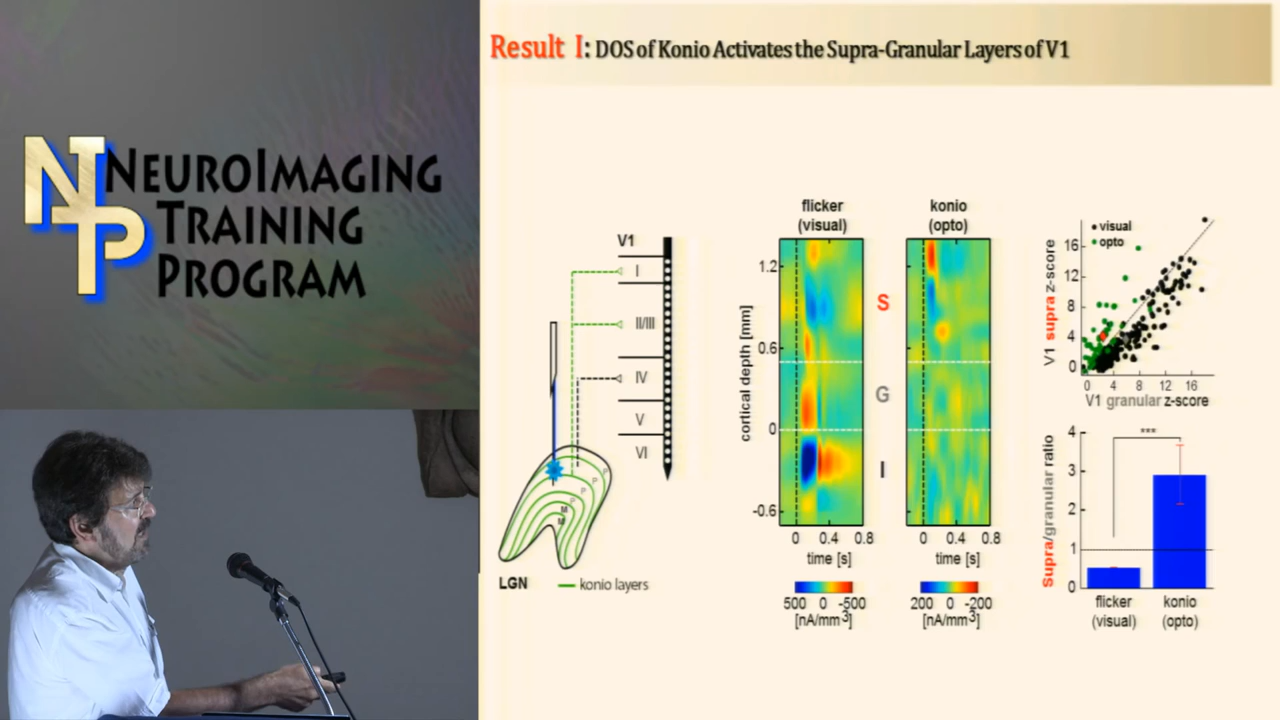 NEUROIMAGING
TRAINING
PROGRAM
Result I: DOS of Konio Activates the Supra-Granular Layers of V1
V1
I
II/III
IV
V
VI
P
P
P
P
M
M
LGN
konio layers
flicker
(visual)
konio
(opto)
cortical depth [mm]
1.2
0.6
0
-0.6
S
G
I
0 0.4 0.8
time [s]
0 0.4 0.8
time [s]
500 0 -500
[nA/mm3]
200 0 -200
[nA/mm3]
visual
opto
V1 supra z-score
16
12
8
4
0
0 4 8 12 16
V1 granular z-score
Supra/granular ratio
4
3
2
1
0
***
flicker
(visual)
konio
(opto)